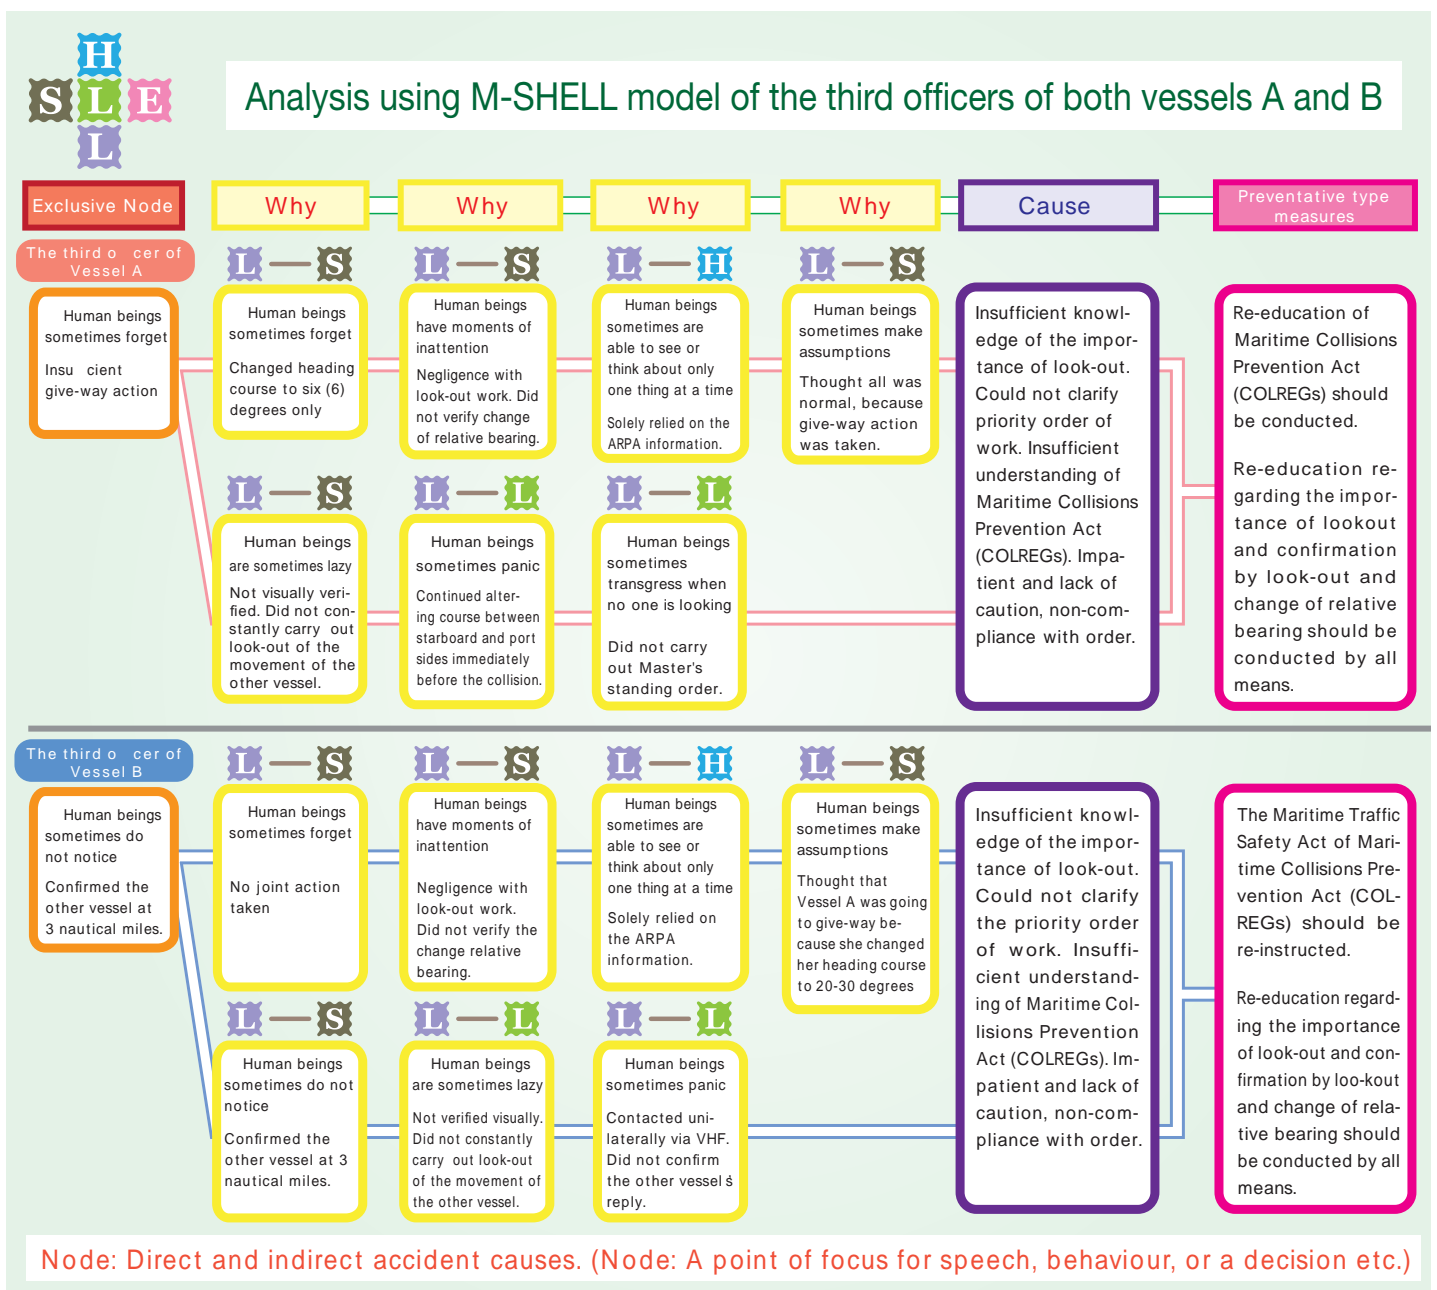 H
S L E
L
Analysis using M-SHELL model of the third officers of both vessels A and B
Exclusive Node
Why
Why
Why
Why
Cause
Preventative type
measures
The third o cer of
Vessel A
Human beings
sometimes forget
Insu cient
give-way action
L S
Human beings
sometimes forget
Changed heading
course to six (6)
degrees only
L S
Human beings
have moments of
inattention
Negligence with
look-out work. Did
not verify change
of relative bearing.
L H
Human beings
sometimes are
able to see or
think about only
one thing at a time
Solely relied on the
ARPA information.
L S
Human beings
sometimes make
assumptions
Thought all was
normal, because
give-way action
was taken.
L S
Human beings
are sometimes lazy
Not visually veri-
fied. Did not con-
stantly carry out
look-out of the
movement of the
other vessel.
L L
Human beings
sometimes panic
Continued alter-
ing course between
starboard and port
sides immediately
before the collision.
L L
Human beings
sometimes
transgress when
no one is looking
Did not carry
out Master's
standing order.
Insufficient knowl-
edge of the impor-
tance of look-out.
Could not clarify
priority order of
work. Insufficient
understanding of
Maritime Collisions
Prevention Act
(COLREGs). Impa-
tient and lack of
caution, non-com-
pliance with order.
Re-education of
Maritime Collisions
Prevention Act
(COLREGs) should
be conducted.
Re-education re-
garding the impor-
tance of lookout
and confirmation
by look-out and
change of relative
bearing should be
conducted by all
means.
The third o cer of
Vessel B
Human beings
sometimes do
not notice
Confirmed the
other vessel at
3 nautical miles.
L S
Human beings
sometimes forget
No joint action
taken
L S
Human beings
have moments of
inattention
Negligence with
look-out work.
Did not verify the
change relative
bearing.
L H
Human beings
sometimes are
able to see or
think about only
one thing at a time
Solely relied on
the ARPA
information.
L S
Human beings
sometimes make
assumptions
Thought that
Vessel A was going
to give-way be-
cause she changed
her heading course
to 20-30 degrees
L S
Human beings
sometimes do not
notice
Confirmed the
other vessel at 3
nautical miles.
L L
Human beings
are sometimes lazy
Not verified visually.
Did not constantly
carry out look-out
of the movement of
the other vessel.
L L
Human beings
sometimes panic
Contacted uni-
laterally via VHF.
Did not confirm
the other vessel's
reply.
Insufficient knowl-
edge of the impor-
tance of look-out.
Could not clarify
the priority order
of work. Insuffi-
cient understand-
ing of Maritime Col-
lisions Prevention
Act (COLREGs). Im-
patient and lack of
caution, non-com-
pliance with order.
The Maritime Traffic
Safety Act of Mari-
time Collisions Pre-
vention Act (COL-
REGs) should be
re-instructed.
Re-education regard-
ing the importance
of look-out and con-
firmation by loo-kout
and change of rela-
tive bearing should
be conducted by all
means.
Node: Direct and indirect accident causes. (Node: A point of focus for speech, behaviour, or a decision etc.)